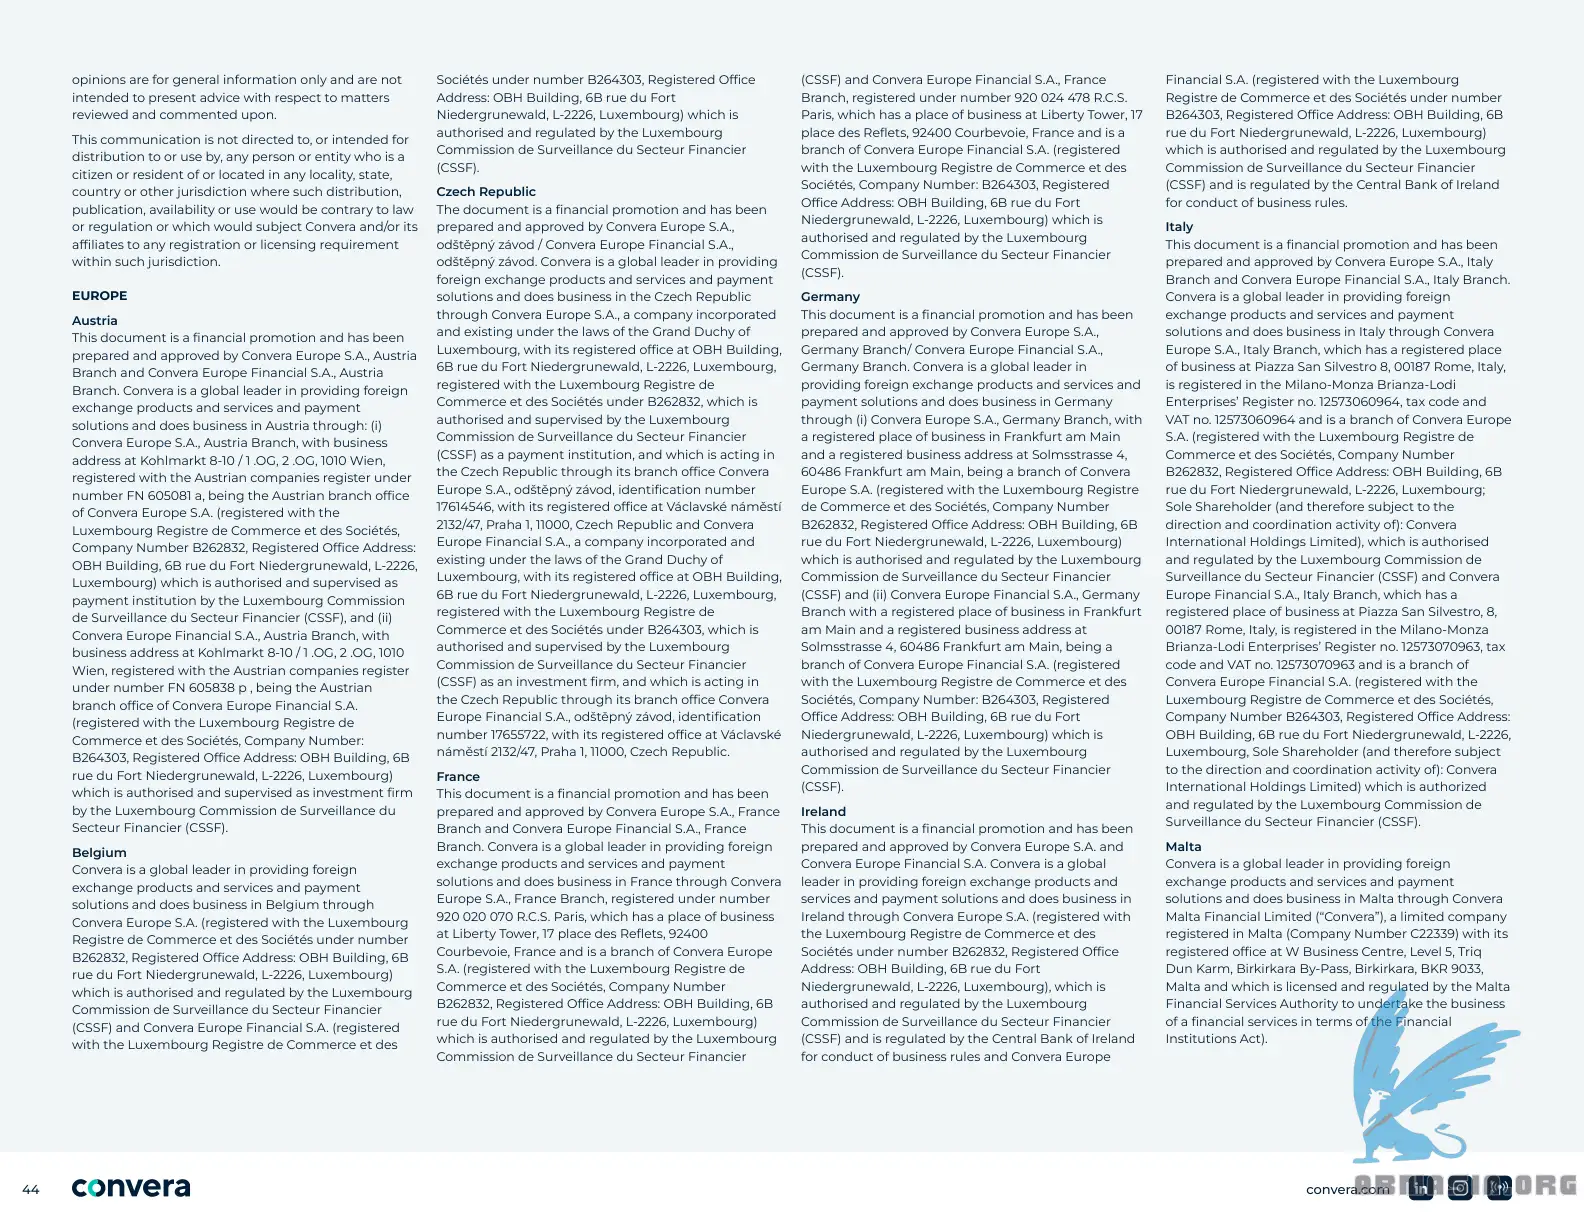 opinions are for general information only and are not
intended to present advice with respect to matters
reviewed and commented upon.
This communication is not directed to, or intended for
distribution to or use by, any person or entity who is a
citizen or resident of or located in any locality, state,
country or other jurisdiction where such distribution,
publication, availability or use would be contrary to law
or regulation or which would subject Convera and/or its
affiliates to any registration or licensing requirement
within such jurisdiction.
EUROPE
Austria
This document is a financial promotion and has been
prepared and approved by Convera Europe S.A., Austria
Branch and Convera Europe Financial S.A., Austria
Branch. Convera is a global leader in providing foreign
exchange products and services and payment
solutions and does business in Austria through: (i)
Convera Europe S.A., Austria Branch, with business
address at Kohlmarkt 8-10 / 1 .OG, 2 .OG, 1010 Wien,
registered with the Austrian companies register under
number FN 605081 a, being the Austrian branch office
of Convera Europe S.A. (registered with the
Luxembourg Registre de Commerce et des Sociétés,
Company Number B262832, Registered Office Address:
OBH Building, 6B rue du Fort Niedergrunewald, L-2226,
Luxembourg) which is authorised and supervised as
payment institution by the Luxembourg Commission
de Surveillance du Secteur Financier (CSSF), and (ii)
Convera Europe Financial S.A., Austria Branch, with
business address at Kohlmarkt 8-10 / 1 .OG, 2 .OG, 1010
Wien, registered with the Austrian companies register
under number FN 605838 p , being the Austrian
branch office of Convera Europe Financial S.A.
(registered with the Luxembourg Registre de
Commerce et des Sociétés, Company Number:
B264303, Registered Office Address: OBH Building, 6B
rue du Fort Niedergrunewald, L-2226, Luxembourg)
which is authorised and supervised as investment firm
by the Luxembourg Commission de Surveillance du
Secteur Financier (CSSF).
Belgium
Convera is a global leader in providing foreign
exchange products and services and payment
solutions and does business in Belgium through
Convera Europe S.A. (registered with the Luxembourg
Registre de Commerce et des Sociétés under number
B262832, Registered Office Address: OBH Building, 6B
rue du Fort Niedergrunewald, L-2226, Luxembourg)
which is authorised and regulated by the Luxembourg
Commission de Surveillance du Secteur Financier
(CSSF) and Convera Europe Financial S.A. (registered
with the Luxembourg Registre de Commerce et des
Sociétés under number B264303, Registered Office
Address: OBH Building, 6B rue du Fort
Niedergrunewald, L-2226, Luxembourg) which is
authorised and regulated by the Luxembourg
Commission de Surveillance du Secteur Financier
(CSSF).
Czech Republic
The document is a financial promotion and has been
prepared and approved by Convera Europe S.A.,
odštěpný závod / Convera Europe Financial S.A.,
odštěpný závod. Convera is a global leader in providing
foreign exchange products and services and payment
solutions and does business in the Czech Republic
through Convera Europe S.A., a company incorporated
and existing under the laws of the Grand Duchy of
Luxembourg, with its registered office at OBH Building,
6B rue du Fort Niedergrunewald, L-2226, Luxembourg,
registered with the Luxembourg Registre de
Commerce et des Sociétés under B262832, which is
authorised and supervised by the Luxembourg
Commission de Surveillance du Secteur Financier
(CSSF) as a payment institution, and which is acting in
the Czech Republic through its branch office Convera
Europe S.A., odštěpný závod, identification number
17614546, with its registered office at Václavské náměstí
2132/47, Praha 1, 11000, Czech Republic and Convera
Europe Financial S.A., a company incorporated and
existing under the laws of the Grand Duchy of
Luxembourg, with its registered office at OBH Building,
6B rue du Fort Niedergrunewald, L-2226, Luxembourg,
registered with the Luxembourg Registre de
Commerce et des Sociétés under B264303, which is
authorised and supervised by the Luxembourg
Commission de Surveillance du Secteur Financier
(CSSF) as an investment firm, and which is acting in
the Czech Republic through its branch office Convera
Europe Financial S.A., odštěpný závod, identification
number 17655722, with its registered office at Václavské
náměstí 2132/47, Praha 1, 11000, Czech Republic.
France
This document is a financial promotion and has been
prepared and approved by Convera Europe S.A., France
Branch and Convera Europe Financial S.A., France
Branch. Convera is a global leader in providing foreign
exchange products and services and payment
solutions and does business in France through Convera
Europe S.A., France Branch, registered under number
920 020 070 R.C.S. Paris, which has a place of business
at Liberty Tower, 17 place des Reflets, 92400
Courbevoie, France and is a branch of Convera Europe
S.A. (registered with the Luxembourg Registre de
Commerce et des Sociétés, Company Number
B262832, Registered Office Address: OBH Building, 6B
rue du Fort Niedergrunewald, L-2226, Luxembourg)
which is authorised and regulated by the Luxembourg
Commission de Surveillance du Secteur Financier
(CSSF) and Convera Europe Financial S.A., France
Branch, registered under number 920 024 478 R.C.S.
Paris, which has a place of business at Liberty Tower, 17
place des Reflets, 92400 Courbevoie, France and is a
branch of Convera Europe Financial S.A. (registered
with the Luxembourg Registre de Commerce et des
Sociétés, Company Number: B264303, Registered
Office Address: OBH Building, 6B rue du Fort
Niedergrunewald, L-2226, Luxembourg) which is
authorised and regulated by the Luxembourg
Commission de Surveillance du Secteur Financier
(CSSF).
Germany
This document is a financial promotion and has been
prepared and approved by Convera Europe S.A.,
Germany Branch/ Convera Europe Financial S.A.,
Germany Branch. Convera is a global leader in
providing foreign exchange products and services and
payment solutions and does business in Germany
through (i) Convera Europe S.A., Germany Branch, with
a registered place of business in Frankfurt am Main
and a registered business address at Solmsstrasse 4,
60486 Frankfurt am Main, being a branch of Convera
Europe S.A. (registered with the Luxembourg Registre
de Commerce et des Sociétés, Company Number
B262832, Registered Office Address: OBH Building, 6B
rue du Fort Niedergrunewald, L-2226, Luxembourg)
which is authorised and regulated by the Luxembourg
Commission de Surveillance du Secteur Financier
(CSSF) and (ii) Convera Europe Financial S.A., Germany
Branch with a registered place of business in Frankfurt
am Main and a registered business address at
Solmsstrasse 4, 60486 Frankfurt am Main, being a
branch of Convera Europe Financial S.A. (registered
with the Luxembourg Registre de Commerce et des
Sociétés, Company Number: B264303, Registered
Office Address: OBH Building, 6B rue du Fort
Niedergrunewald, L-2226, Luxembourg) which is
authorised and regulated by the Luxembourg
Commission de Surveillance du Secteur Financier
(CSSF).
Ireland
This document is a financial promotion and has been
prepared and approved by Convera Europe S.A. and
Convera Europe Financial S.A. Convera is a global
leader in providing foreign exchange products and
services and payment solutions and does business in
Ireland through Convera Europe S.A. (registered with
the Luxembourg Registre de Commerce et des
Sociétés under number B262832, Registered Office
Address: OBH Building, 6B rue du Fort
Niedergrunewald, L-2226, Luxembourg), which is
authorised and regulated by the Luxembourg
Commission de Surveillance du Secteur Financier
(CSSF) and is regulated by the Central Bank of Ireland
for conduct of business rules and Convera Europe
Financial S.A. (registered with the Luxembourg
Registre de Commerce et des Sociétés under number
B264303, Registered Office Address: OBH Building, 6B
rue du Fort Niedergrunewald, L-2226, Luxembourg)
which is authorised and regulated by the Luxembourg
Commission de Surveillance du Secteur Financier
(CSSF) and is regulated by the Central Bank of Ireland
for conduct of business rules.
Italy
This document is a financial promotion and has been
prepared and approved by Convera Europe S.A., Italy
Branch and Convera Europe Financial S.A., Italy Branch.
Convera is a global leader in providing foreign
exchange products and services and payment
solutions and does business in Italy through Convera
Europe S.A., Italy Branch, which has a registered place
of business at Piazza San Silvestro 8, 00187 Rome, Italy,
is registered in the Milano-Monza Brianza-Lodi
Enterprises’ Register no. 12573060964, tax code and
VAT no. 12573060964 and is a branch of Convera Europe
S.A. (registered with the Luxembourg Registre de
Commerce et des Sociétés, Company Number
B262832, Registered Office Address: OBH Building, 6B
rue du Fort Niedergrunewald, L-2226, Luxembourg;
Sole Shareholder (and therefore subject to the
direction and coordination activity of): Convera
International Holdings Limited), which is authorised
and regulated by the Luxembourg Commission de
Surveillance du Secteur Financier (CSSF) and Convera
Europe Financial S.A., Italy Branch, which has a
registered place of business at Piazza San Silvestro, 8,
00187 Rome, Italy, is registered in the Milano-Monza
Brianza-Lodi Enterprises’ Register no. 12573070963, tax
code and VAT no. 12573070963 and is a branch of
Convera Europe Financial S.A. (registered with the
Luxembourg Registre de Commerce et des Sociétés,
Company Number B264303, Registered Office Address:
OBH Building, 6B rue du Fort Niedergrunewald, L-2226,
Luxembourg, Sole Shareholder (and therefore subject
to the direction and coordination activity of): Convera
International Holdings Limited) which is authorized
and regulated by the Luxembourg Commission de
Surveillance du Secteur Financier (CSSF).
Malta
Convera is a global leader in providing foreign
exchange products and services and payment
solutions and does business in Malta through Convera
Malta Financial Limited (“Convera”), a limited company
registered in Malta (Company Number C22339) with its
registered office at W Business Centre, Level 5, Triq
Dun Karm, Birkirkara By-Pass, Birkirkara, BKR 9033,
Malta and which is licensed and regulated by the Malta
Financial Services Authority to undertake the business
of a financial services in terms of the Financial
Institutions Act).
44
convera
convera.com